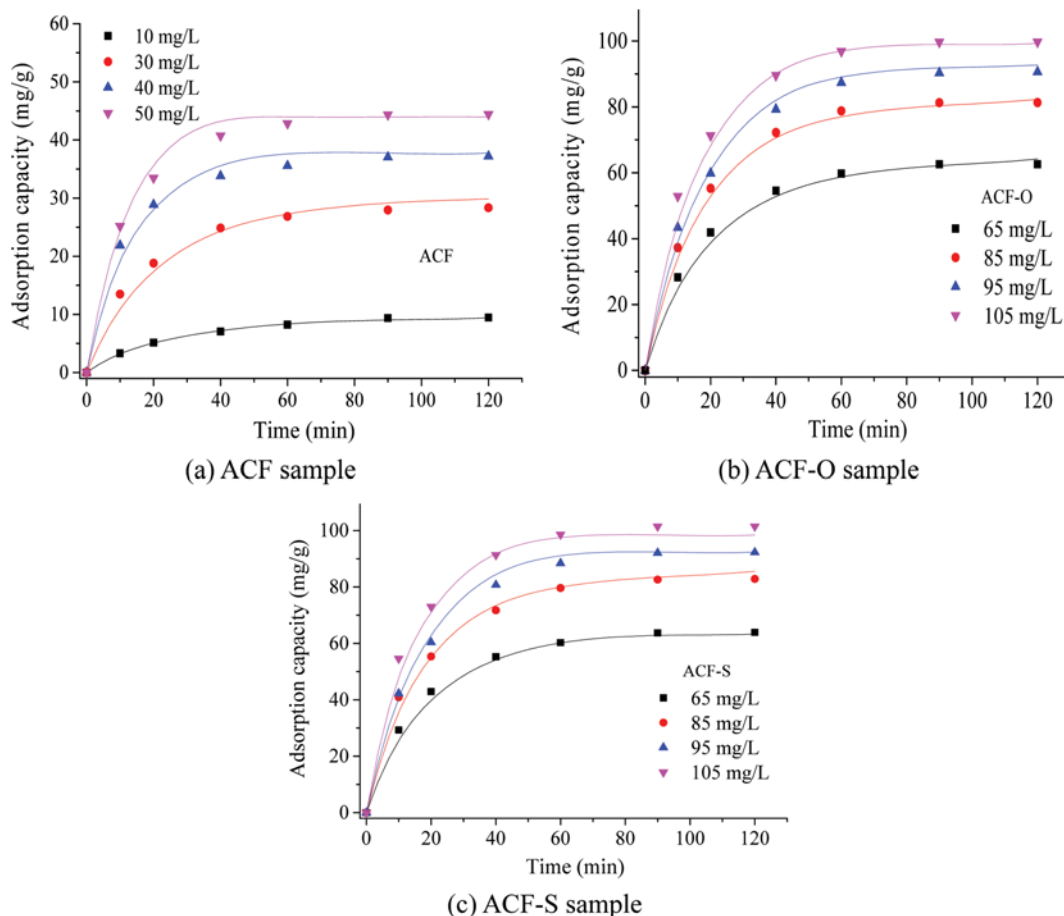 60
50
40
30
20
10
0
Adsorption capacity (mg/g)
10 mg/L
30 mg/L
40 mg/L
50 mg/L
ACF
0 20 40 60 80 100 120
Time (min)
(a) ACF sample
100
80
60
40
20
0
Adsorption capacity (mg/g)
ACF-O
65 mg/L
85 mg/L
95 mg/L
105 mg/L
0 20 40 60 80 100 120
Time (min)
(b) ACF-O sample
100
80
60
40
20
0
Adsorption capacity (mg/g)
ACF-S
65 mg/L
85 mg/L
95 mg/L
105 mg/L
0 20 40 60 80 100 120
Time (min)
(c) ACF-S sample